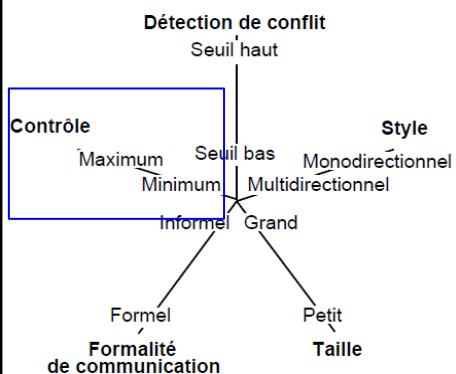 Détection de conflit
Seuil haut
Contrôle
Style
Maximum
Seuil bas
Monodirectionnel
Minimum
Multidirectionnel
Informel
Grand
Formel
Petit
Formalité
de communication
Taille